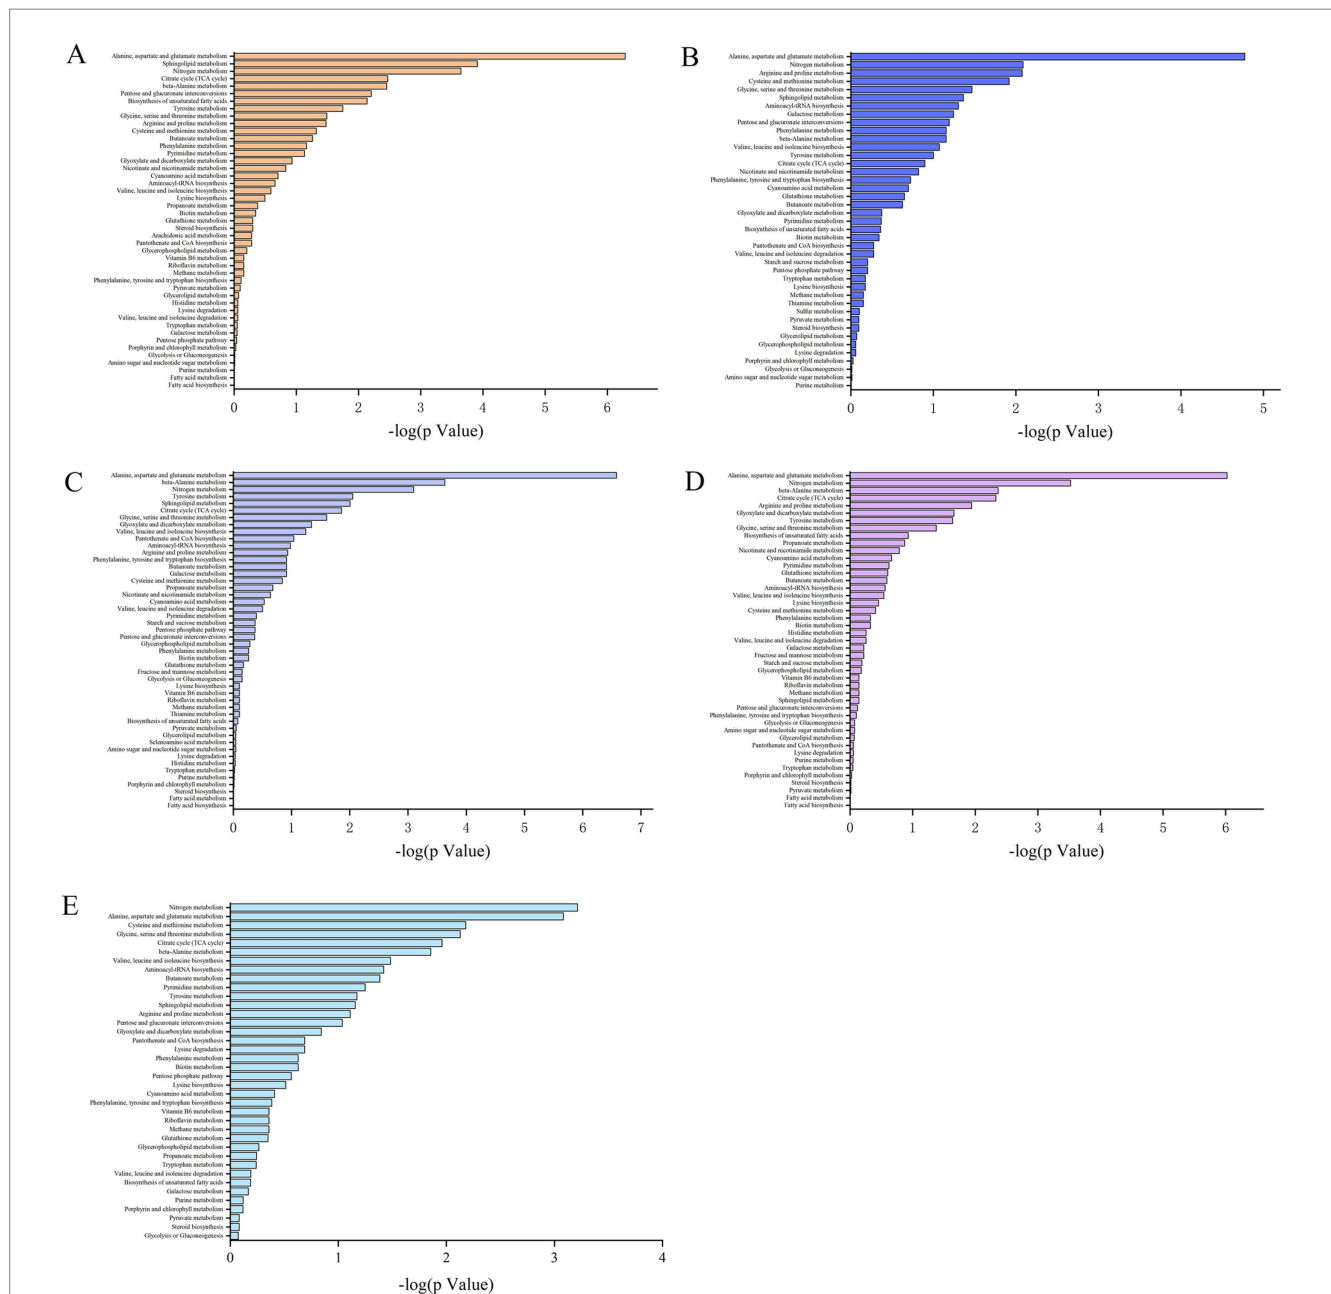 A
Alanine, aspartate and glutamate metabolism
Sphingolipid metabolism
Nitrogen metabolism
Citrate cycle (TCA cycle)
beta-Alanine metabolism
Pentose and glucuronate interconversions
Biosynthesis of unsaturated fatty acids
Tyrosine metabolism
Glycine, serine and threonine metabolism
Arginine and proline metabolism
Cysteine and methionine metabolism
Butanoate metabolism
Phenylalanine metabolism
Pyrimidine metabolism
Glyoxylate and dicarboxylate metabolism
Nicotinate and nicotinamide metabolism
Cyanoamino acid metabolism
Aminoacyl-tRNA biosynthesis
Valine, leucine and isoleucine biosynthesis
Lysine biosynthesis
Propanoate metabolism
Biotin metabolism
Glutathione metabolism
Steroid biosynthesis
Arachidonic acid metabolism
Pantothenate and CoA biosynthesis
Glycerophospholipid metabolism
Vitamin B6 metabolism
Riboflavin metabolism
Methane metabolism
Phenylalanine, tyrosine and tryptophan biosynthesis
Pyruvate metabolism
Glycerolipid metabolism
Histidine metabolism
Lysine degradation
Valine, leucine and isoleucine degradation
Tryptophan metabolism
Galactose metabolism
Pentose phosphate pathway
Porphyrin and chlorophyll metabolism
Glycolysis or Gluconeogenesis
Amino sugar and nucleotide sugar metabolism
Purine metabolism
Fatty acid metabolism
Fatty acid biosynthesis
0 1 2 3 4 5 6
-log(p Value)
B
Alanine, aspartate and glutamate metabolism
Nitrogen metabolism
Arginine and proline metabolism
Cysteine and methionine metabolism
Glycine, serine and threonine metabolism
Sphingolipid metabolism
Aminoacyl-tRNA biosynthesis
Galactose metabolism
Pentose and glucuronate interconversions
Phenylalanine metabolism
beta-Alanine metabolism
Valine, leucine and isoleucine biosynthesis
Tyrosine metabolism
Citrate cycle (TCA cycle)
Nicotinate and nicotinamide metabolism
Phenylalanine, tyrosine and tryptophan biosynthesis
Cyanoamino acid metabolism
Glutathione metabolism
Butanoate metabolism
Glyoxylate and dicarboxylate metabolism
Pyrimidine metabolism
Biosynthesis of unsaturated fatty acids
Biotin metabolism
Pantothenate and CoA biosynthesis
Valine, leucine and isoleucine degradation
Starch and sucrose metabolism
Pentose phosphate pathway
Tryptophan metabolism
Lysine biosynthesis
Methane metabolism
Thiamine metabolism
Sulfur metabolism
Pyruvate metabolism
Steroid biosynthesis
Glycerolipid metabolism
Glycerophospholipid metabolism
Lysine degradation
Porphyrin and chlorophyll metabolism
Glycolysis or Gluconeogenesis
Amino sugar and nucleotide sugar metabolism
Purine metabolism
0 1 2 3 4 5
-log(p Value)
C
Alanine, aspartate and glutamate metabolism
beta-Alanine metabolism
Nitrogen metabolism
Tyrosine metabolism
Sphingolipid metabolism
Citrate cycle (TCA cycle)
Glycine, serine and threonine metabolism
Glyoxylate and dicarboxylate metabolism
Valine, leucine and isoleucine biosynthesis
Pantothenate and CoA biosynthesis
Aminoacyl-tRNA biosynthesis
Arginine and proline metabolism
Phenylalanine, tyrosine and tryptophan biosynthesis
Butanoate metabolism
Galactose metabolism
Cysteine and methionine metabolism
Propanoate metabolism
Nicotinate and nicotinamide metabolism
Cyanoamino acid metabolism
Valine, leucine and isoleucine degradation
Pyrimidine metabolism
Starch and sucrose metabolism
Pentose phosphate pathway
Pentose and glucuronate interconversions
Glycerophospholipid metabolism
Phenylalanine metabolism
Biotin metabolism
Glutathione metabolism
Fructose and mannose metabolism
Glycolysis or Gluconeogenesis
Lysine biosynthesis
Vitamin B6 metabolism
Riboflavin metabolism
Methane metabolism
Thiamine metabolism
Biosynthesis of unsaturated fatty acids
Pyruvate metabolism
Glycerolipid metabolism
Selenoamino acid metabolism
Amino sugar and nucleotide sugar metabolism
Lysine degradation
Histidine metabolism
Tryptophan metabolism
Purine metabolism
Porphyrin and chlorophyll metabolism
Steroid biosynthesis
Fatty acid metabolism
Fatty acid biosynthesis
0 1 2 3 4 5 6 7
-log(p Value)
D
Alanine, aspartate and glutamate metabolism
Nitrogen metabolism
beta-Alanine metabolism
Citrate cycle (TCA cycle)
Arginine and proline metabolism
Glyoxylate and dicarboxylate metabolism
Tyrosine metabolism
Glycine, serine and threonine metabolism
Biosynthesis of unsaturated fatty acids
Propanoate metabolism
Nicotinate and nicotinamide metabolism
Cyanoamino acid metabolism
Pyrimidine metabolism
Glutathione metabolism
Butanoate metabolism
Aminoacyl-tRNA biosynthesis
Valine, leucine and isoleucine biosynthesis
Lysine biosynthesis
Cysteine and methionine metabolism
Phenylalanine metabolism
Biotin metabolism
Histidine metabolism
Valine, leucine and isoleucine degradation
Galactose metabolism
Fructose and mannose metabolism
Starch and sucrose metabolism
Glycerophospholipid metabolism
Vitamin B6 metabolism
Riboflavin metabolism
Methane metabolism
Sphingolipid metabolism
Pentose and glucuronate interconversions
Phenylalanine, tyrosine and tryptophan biosynthesis
Glycolysis or Gluconeogenesis
Amino sugar and nucleotide sugar metabolism
Glycerolipid metabolism
Pantothenate and CoA biosynthesis
Lysine degradation
Purine metabolism
Tryptophan metabolism
Porphyrin and chlorophyll metabolism
Steroid biosynthesis
Pyruvate metabolism
Fatty acid metabolism
Fatty acid biosynthesis
0 1 2 3 4 5 6
-log(p Value)
E
Nitrogen metabolism
Alanine, aspartate and glutamate metabolism
Cysteine and methionine metabolism
Glycine, serine and threonine metabolism
Citrate cycle (TCA cycle)
beta-Alanine metabolism
Valine, leucine and isoleucine biosynthesis
Aminoacyl-tRNA biosynthesis
Butanoate metabolism
Pyrimidine metabolism
Tyrosine metabolism
Sphingolipid metabolism
Arginine and proline metabolism
Pentose and glucuronate interconversions
Glyoxylate and dicarboxylate metabolism
Pantothenate and CoA biosynthesis
Lysine degradation
Phenylalanine metabolism
Biotin metabolism
Pentose phosphate pathway
Lysine biosynthesis
Cyanoamino acid metabolism
Phenylalanine, tyrosine and tryptophan biosynthesis
Vitamin B6 metabolism
Riboflavin metabolism
Methane metabolism
Glutathione metabolism
Glycerophospholipid metabolism
Propanoate metabolism
Tryptophan metabolism
Valine, leucine and isoleucine degradation
Biosynthesis of unsaturated fatty acids
Galactose metabolism
Purine metabolism
Porphyrin and chlorophyll metabolism
Pyruvate metabolism
Steroid biosynthesis
Glycolysis or Gluconeogenesis
0 1 2 3 4
-log(p Value)